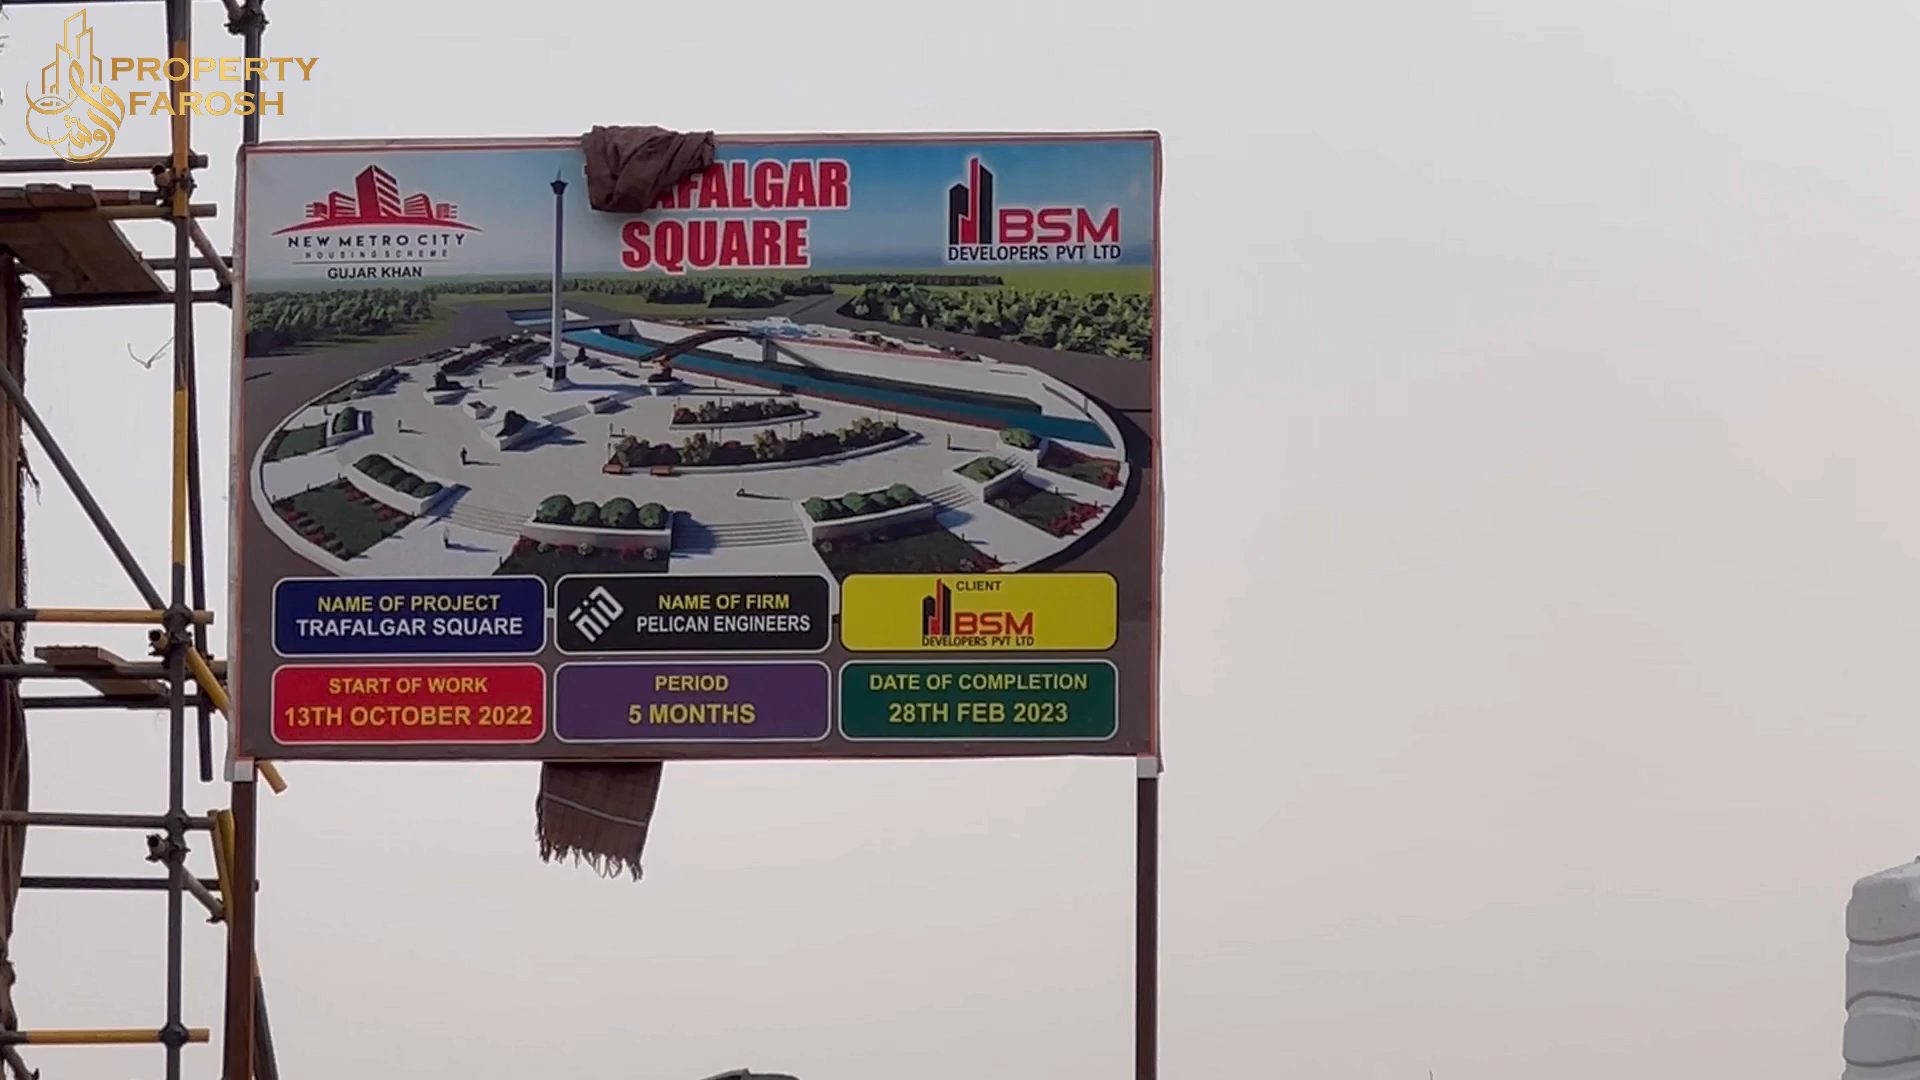 PROPERTY
FAROSH
NEW METRO CITY
HOUSING SCHEME
GUJAR KHAN
SQUARE
BSM
DEVELOPERS PVT LTD
NAME OF PROJECT
TRAFALGAR SQUARE
NAME OF FIRM
PELICAN ENGINEERS
CLIENT
BSM
DEVELOPERS PVT LTD
START OF WORK
13TH OCTOBER 2022
PERIOD
5 MONTHS
DATE OF COMPLETION
28TH FEB 2023